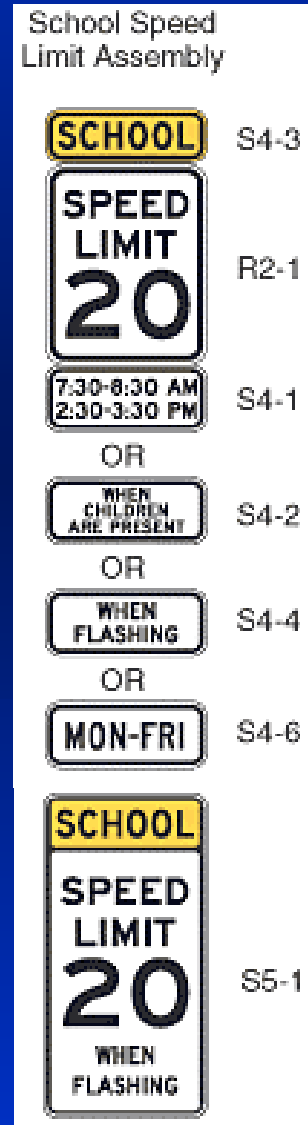 School Speed
Limit Assembly
SCHOOL S4-3
SPEED
LIMIT R2-1
20
7:30-8:30 AM S4-1
2:30-3:30 PM
OR
WHEN
CHILDREN S4-2
ARE PRESENT
OR
WHEN S4-4
FLASHING
OR
MON-FRI S4-6
SCHOOL
SPEED
LIMIT
20 S5-1
WHEN
FLASHING